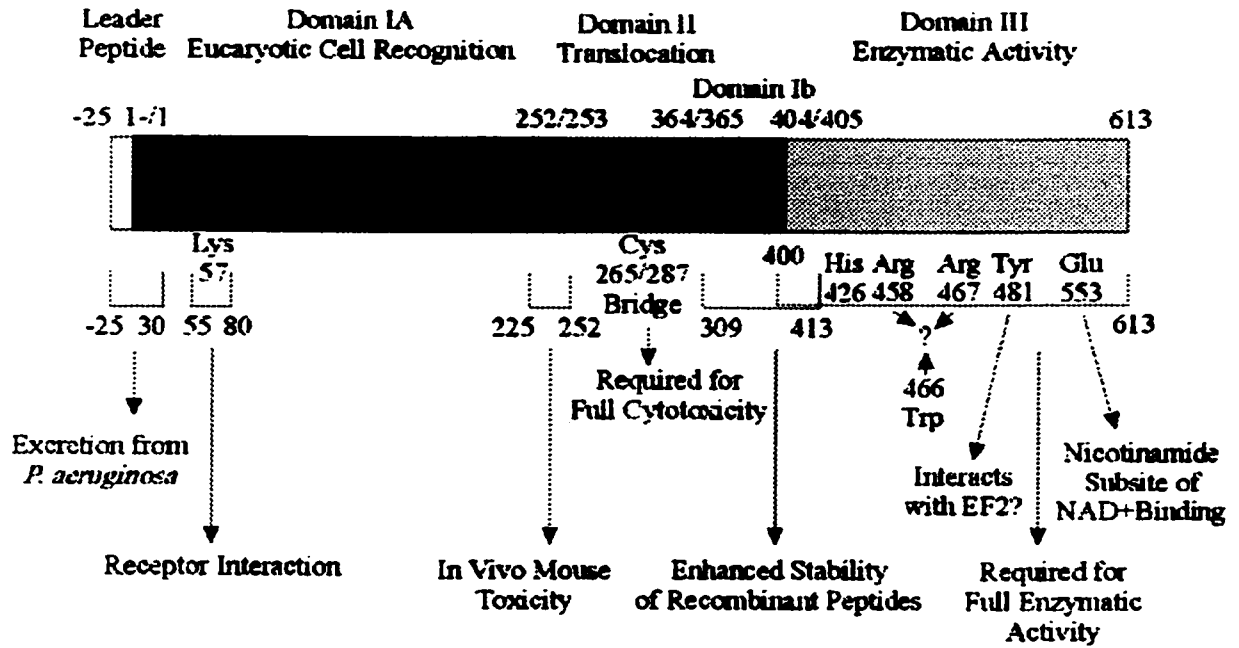 Leader
Peptide
Domain IA
Eucaryotic Cell Recognition
Domain II
Translocation
Domain III
Enzymatic Activity
Domain Ib
-25 1-/1
252/253
364/365
404/405
613
Lys
57
Cys
265/287
Bridge
400
His Arg Arg Tyr Glu
426 458 467 481 553
-25 30
55 80
225 252
309
413
613
?
466
Trp
Required for
Full Cytotoxicity
Excretion from
P. aeruginosa
Interacts
with EF2?
Nicotinamide
Subsite of
NAD+Binding
Receptor Interaction
In Vivo Mouse
Toxicity
Enhanced Stability
of Recombinant Peptides
Required for
Full Enzymatic
Activity